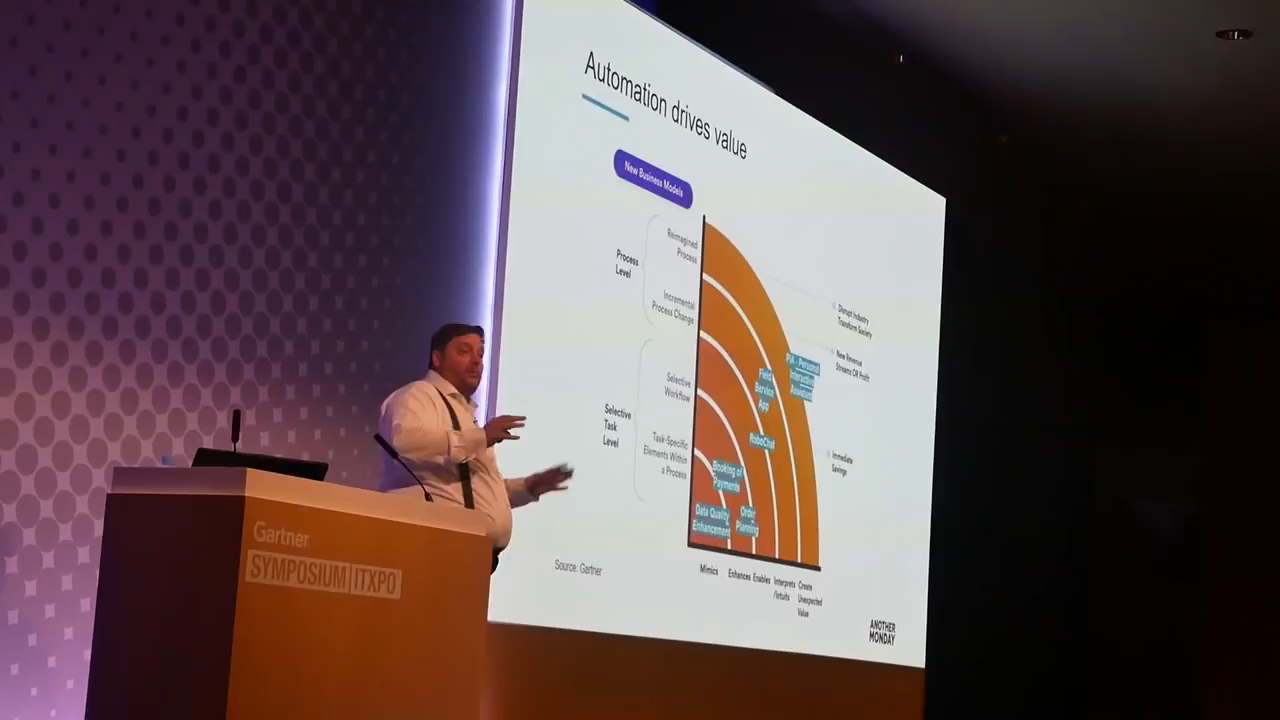 Automation drives value
New Business Models
Process
Level
Reimagined
Process
Incremental
Process Change
Selective
Task
Level
Selective
Workflow
Task-Specific
Elements Within
a Process
Disrupt Industry
Transform Society
New Revenue
Streams OR Profit
Immediate
Savings
PIA - Personal
Interactive
Assistant
Field
Service
App
RoboChat
Booking of
Payments
Data Quality
Enhancement
Order
Planning
Mimics
Enhances
Enables
Interprets
/Intuits
Create
Unexpected
Value
Source: Gartner
ANOTHER
MONDAY
Gartner
SYMPOSIUM ITXPO